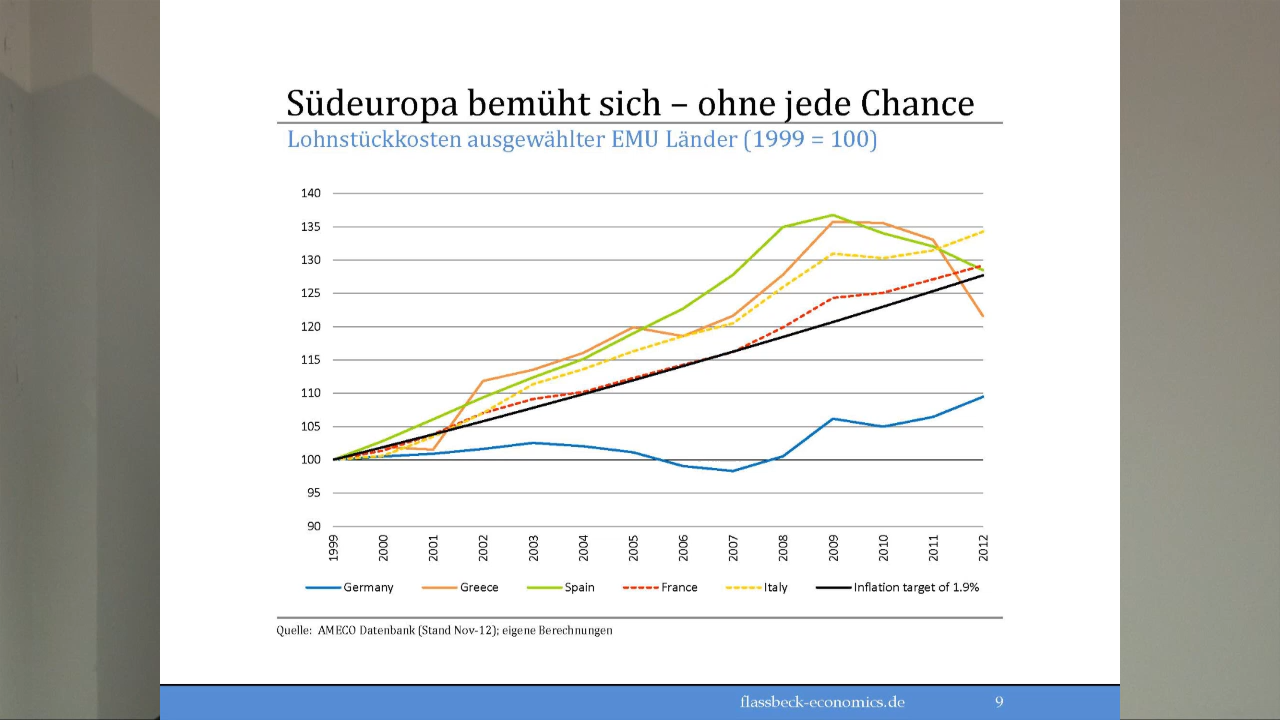 Südeuropa bemüht sich – ohne jede Chance
Lohnstückkosten ausgewählter EMU Länder (1999 = 100)
140
135
130
125
120
115
110
105
100
95
90
1999 2000 2001 2002 2003 2004 2005 2006 2007 2008 2009 2010 2011 2012
Germany Greece Spain France Italy Inflation target of 1.9%
Quelle: AMECO Datenbank (Stand Nov-12); eigene Berechnungen
flassbeck-economics.de 9